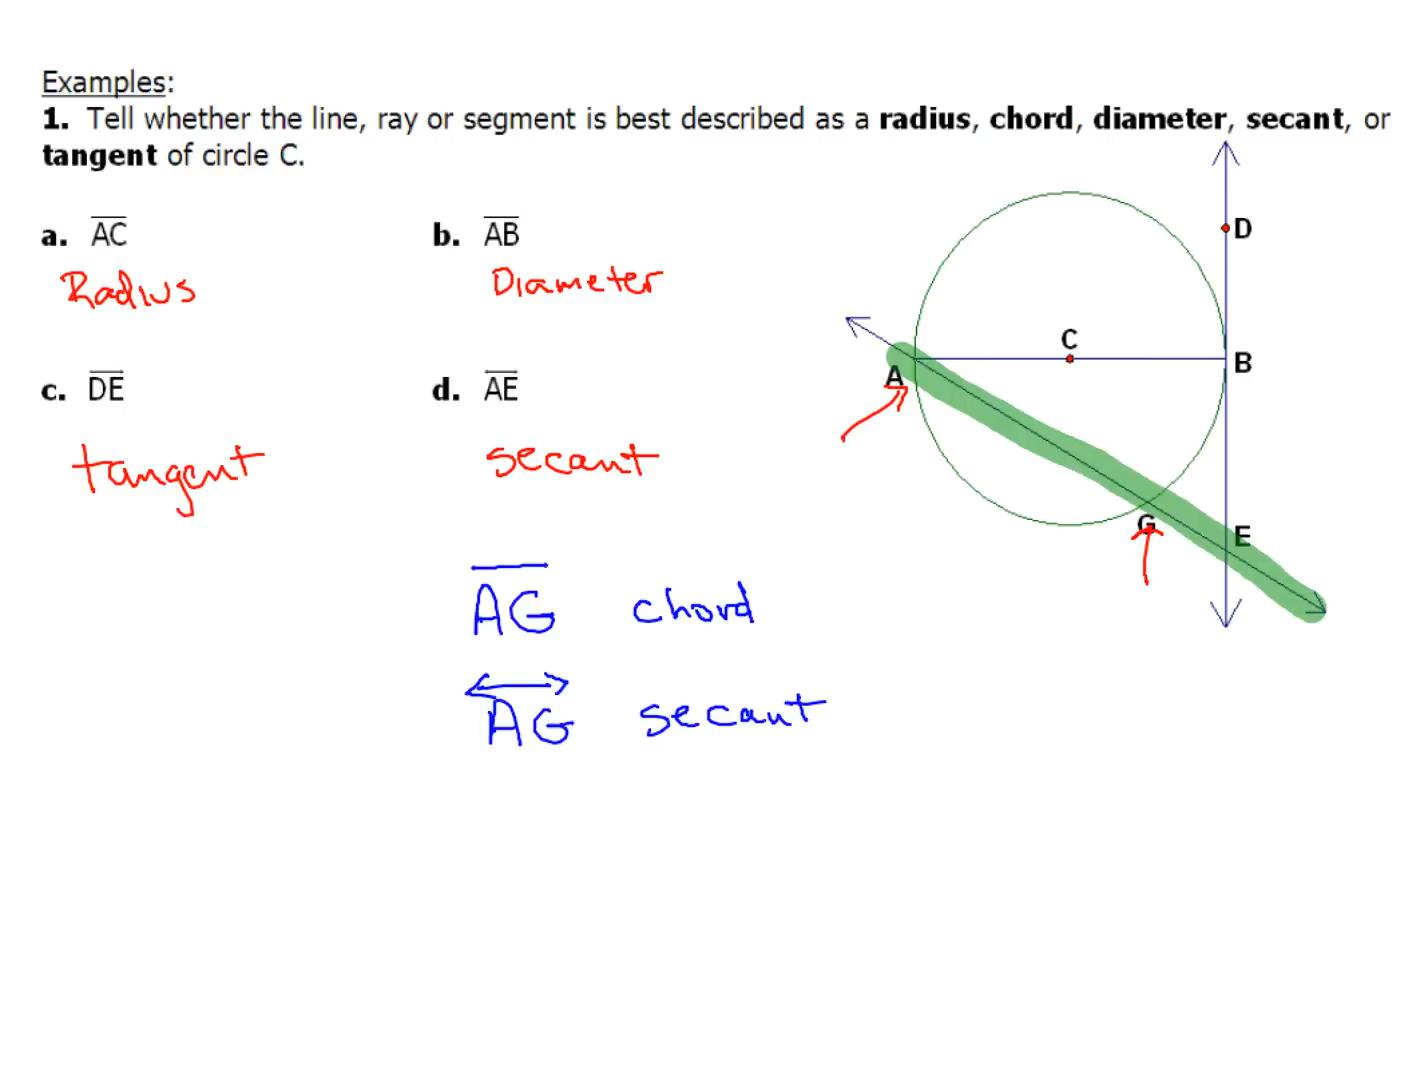 Examples:
1. Tell whether the line, ray or segment is best described as a radius, chord, diameter, secant, or
tangent of circle C.
a. AC
b. AB
Radius
Diameter
c. DE
d. AE
tangent
secant
AG chord
AG secant
D
C
B
A
G
E